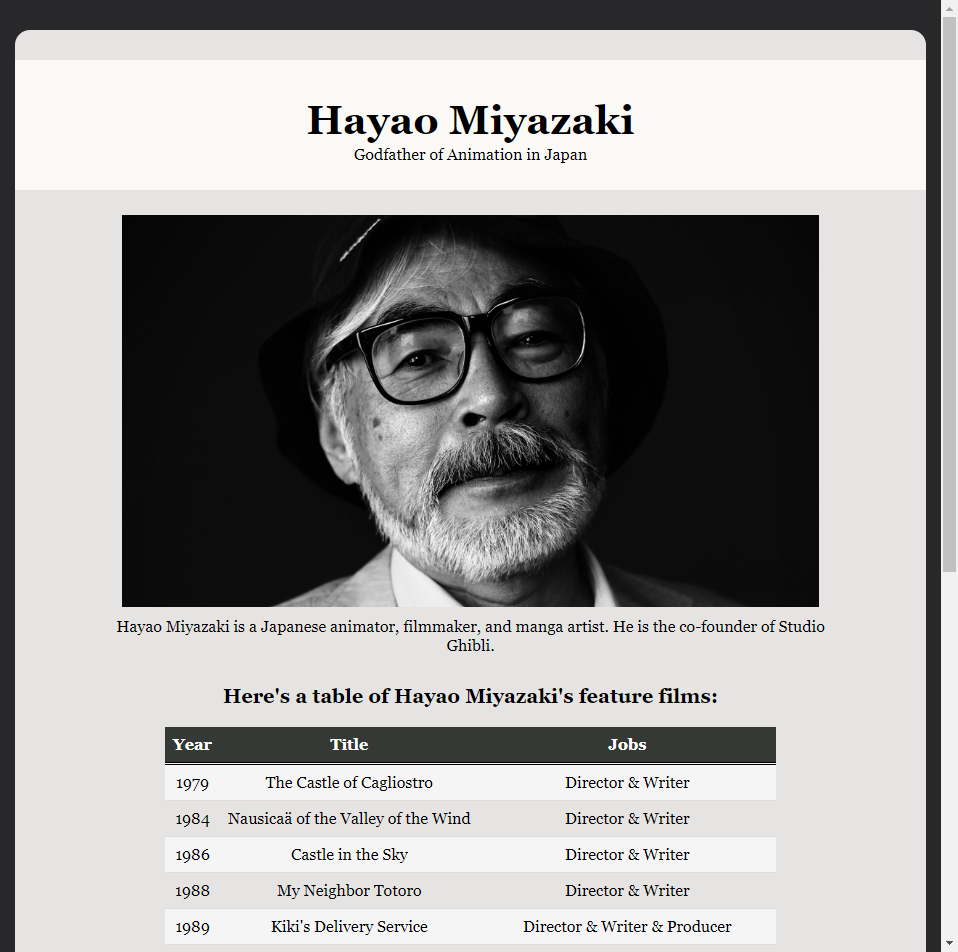 Hayao Miyazaki
Godfather of Animation in Japan
Hayao Miyazaki is a Japanese animator, filmmaker, and manga artist. He is the co-founder of Studio
Ghibli.
Here's a table of Hayao Miyazaki's feature films:
Year Title Jobs
1979 The Castle of Cagliostro Director & Writer
1984 Nausicaä of the Valley of the Wind Director & Writer
1986 Castle in the Sky Director & Writer
1988 My Neighbor Totoro Director & Writer
1989 Kiki's Delivery Service Director & Writer & Producer